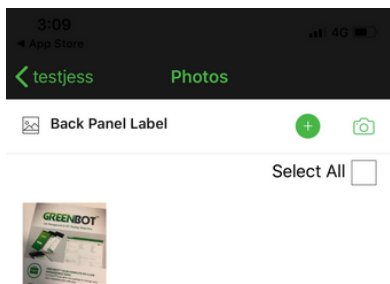 3:09
4G
◀ App Store
testjess
Photos
Back Panel Label
Select All
GREENBOT